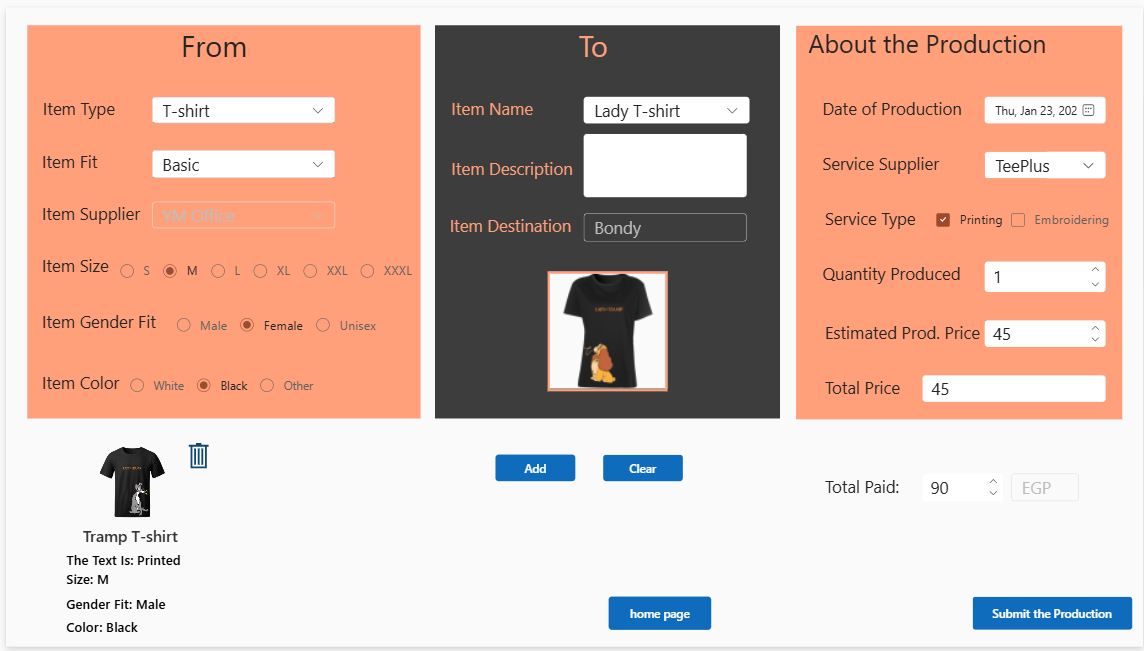 From
Item Type
T-shirt
Item Fit
Basic
Item Supplier
YM Office
Item Size
S M L XL XXL XXXL
Item Gender Fit
Male Female Unisex
Item Color
White Black Other
To
Item Name
Lady T-shirt
Item Description
Item Destination
Bondy
About the Production
Date of Production
Thu, Jan 23, 202
Service Supplier
TeePlus
Service Type
Printing Embroidering
Quantity Produced
1
Estimated Prod. Price
45
Total Price
45
Tramp T-shirt
The Text Is: Printed
Size: M
Gender Fit: Male
Color: Black
Add
Clear
Total Paid:
90
EGP
home page
Submit the Production